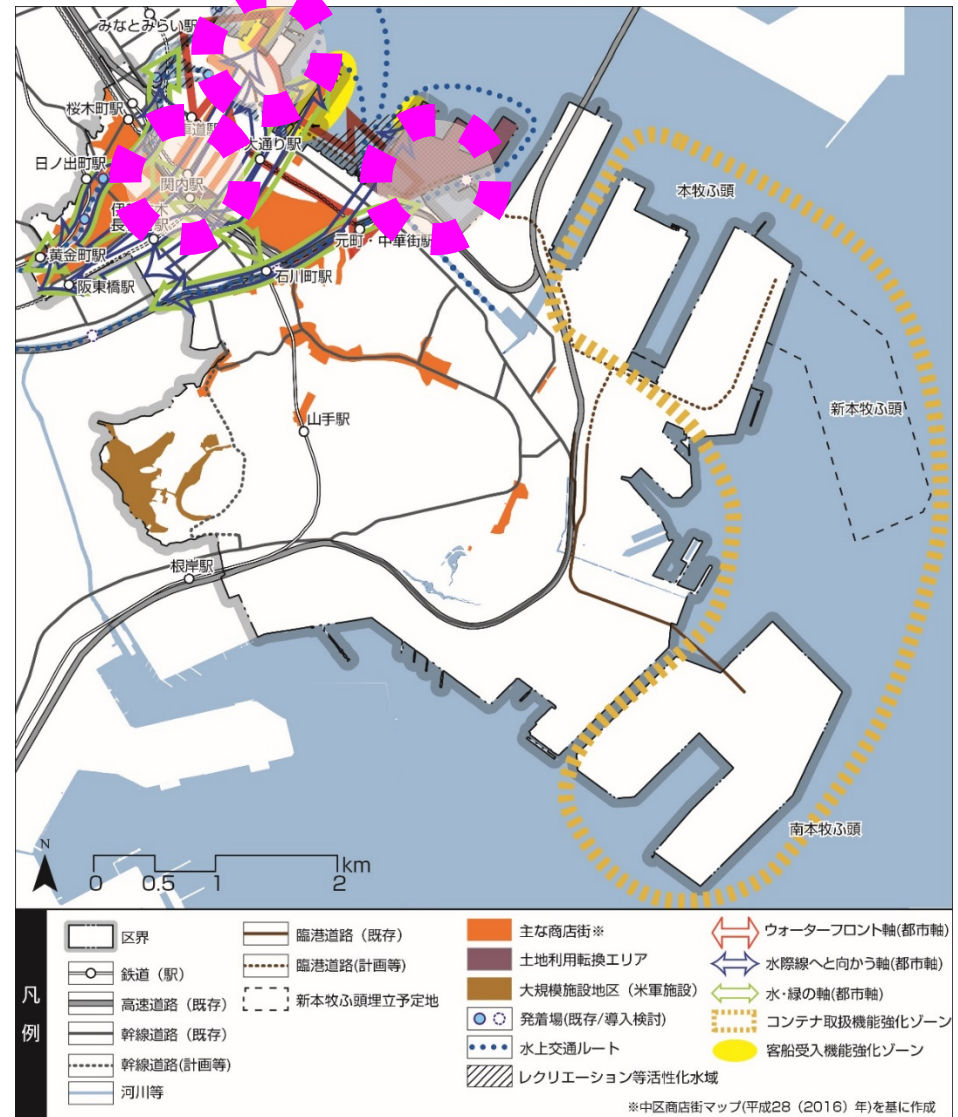 みなとみらい駅
桜木町駅
道駅
日ノ出町駅
大通り駅
関内駅
黄金町駅
阪東橋駅
元町・中華街駅
石川町駅
本牧ふ頭
新本牧ふ頭
山手駅
根岸駅
南本牧ふ頭
N
0 0.5 1 2 km
凡例
区界
鉄道（駅）
高速道路（既存）
幹線道路（既存）
幹線道路(計画等)
河川等
臨港道路（既存）
臨港道路(計画等)
新本牧ふ頭埋立予定地
主な商店街※
土地利用転換エリア
大規模施設地区（米軍施設）
発着場(既存/導入検討)
水上交通ルート
レクリエーション等活性化水域
ウォーターフロント軸(都市軸)
水際線へと向かう軸(都市軸)
水・緑の軸(都市軸)
コンテナ取扱機能強化ゾーン
客船受入機能強化ゾーン
※中区商店街マップ(平成28（2016）年)を基に作成